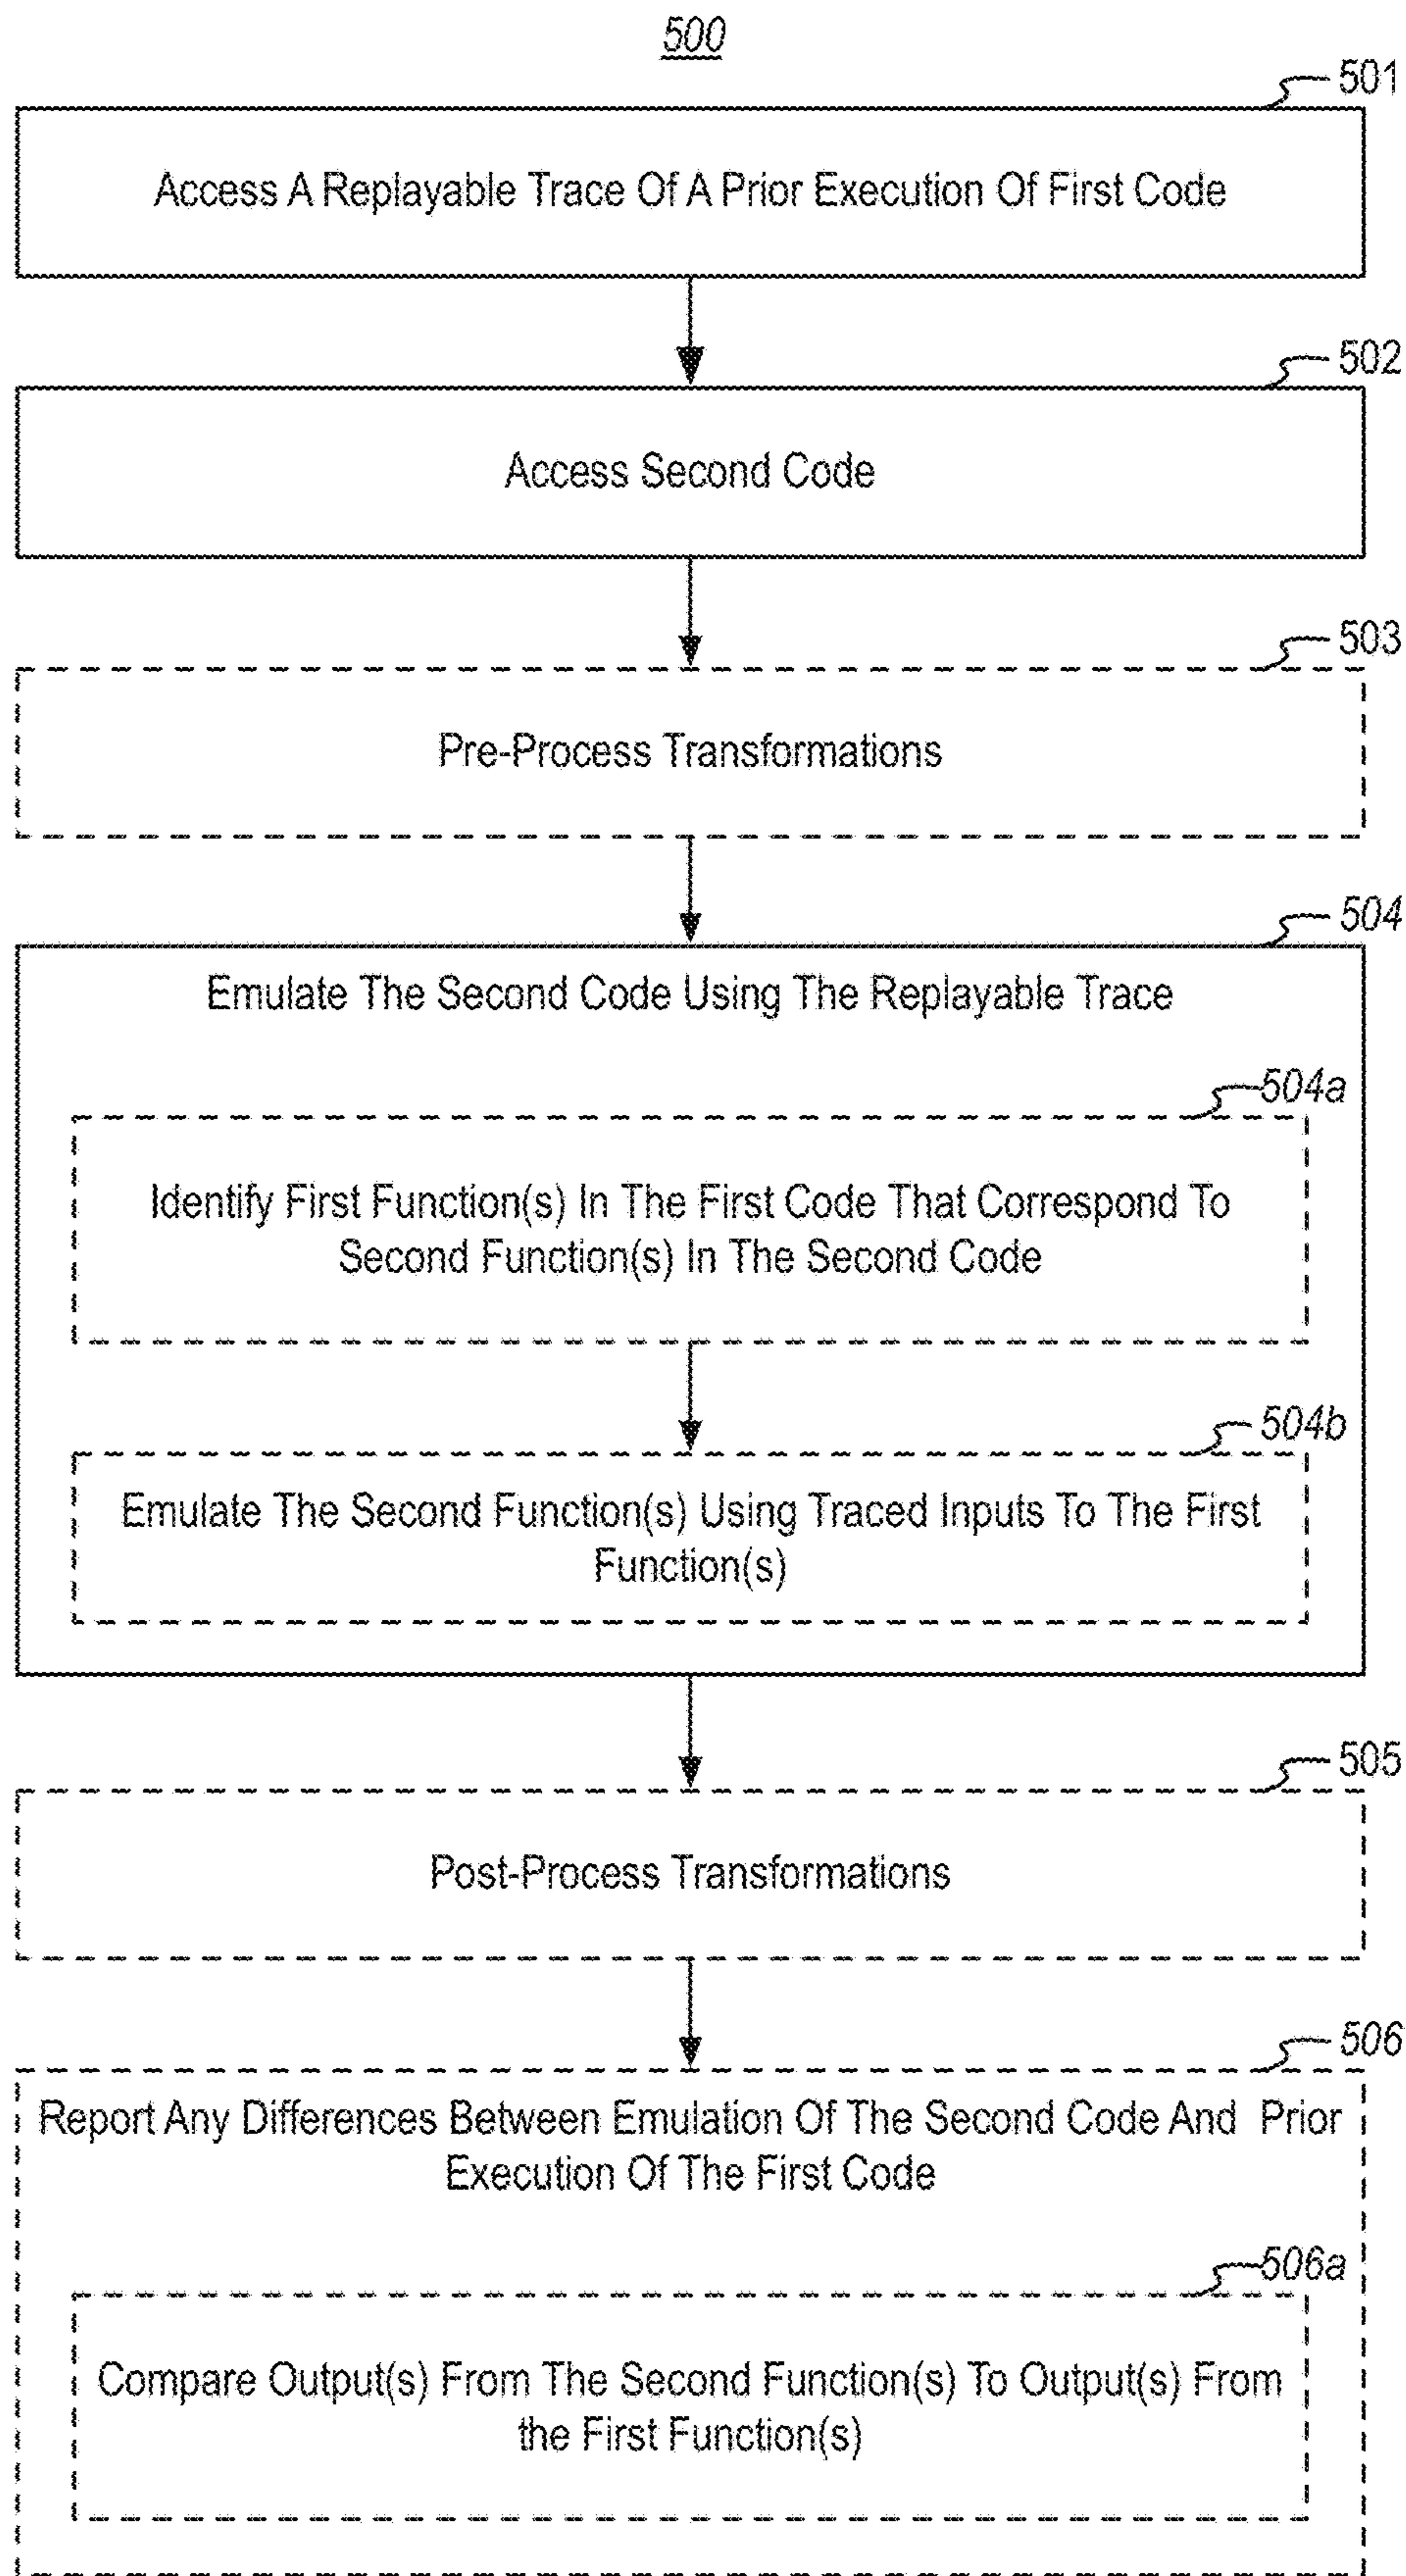 500
501
Access A Replayable Trace Of A Prior Execution Of First Code
502
Access Second Code
503
Pre-Process Transformations
504
Emulate The Second Code Using The Replayable Trace
504a
Identify First Function(s) In The First Code That Correspond To
Second Function(s) In The Second Code
504b
Emulate The Second Function(s) Using Traced Inputs To The First
Function(s)
505
Post-Process Transformations
506
Report Any Differences Between Emulation Of The Second Code And Prior
Execution Of The First Code
506a
Compare Output(s) From The Second Function(s) To Output(s) From
the First Function(s)